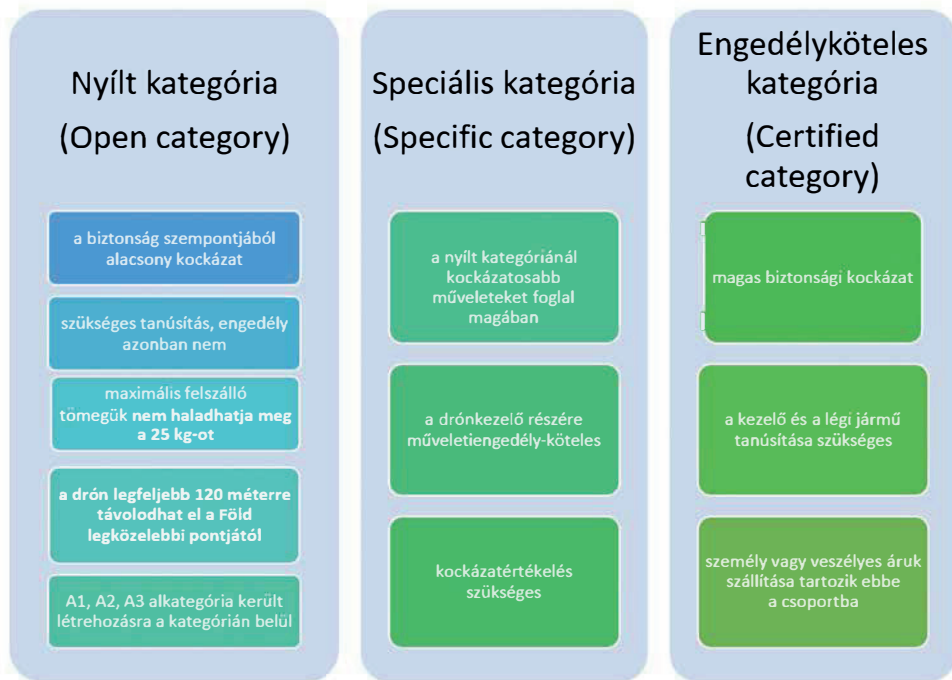 Nyílt kategória
(Open category)
a biztonság szempontjából
alacsony kockázat
szükséges tanúsítás, engedély
azonban nem
maximális felszálló
tömegük nem haladhatja meg
a 25 kg-ot
a drón legfeljebb 120 méterre
távolodhat el a Föld
legközelebbi pontjától
A1, A2, A3 alkategória került
létrehozásra a kategórián belül
Speciális kategória
(Specific category)
a nyílt kategóriánál
kockázatosabb
műveleteket foglal
magában
a drónkezelő részére
műveletiengedély-köteles
kockázatértékelés
szükséges
Engedélyköteles
kategória
(Certified
category)
magas biztonsági kockázat
a kezelő és a légi jármű
tanúsítása szükséges
személy vagy veszélyes áruk
szállítása tartozik ebbe
a csoportba